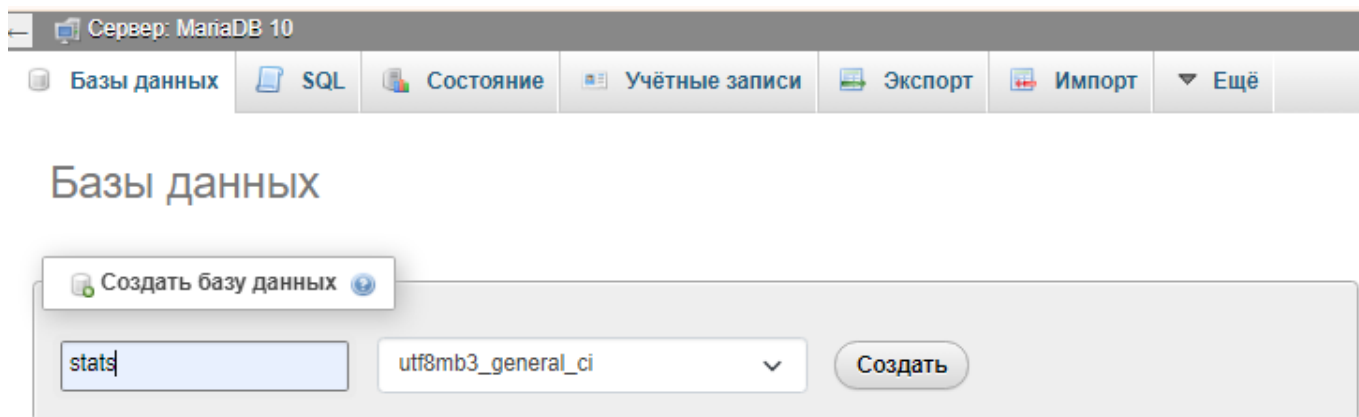 Сервер: MariaDB 10
Базы данных SQL Состояние Учётные записи Экспорт Импорт Ещё
Базы данных
Создать базу данных
stats utf8mb3_general_ci Создать